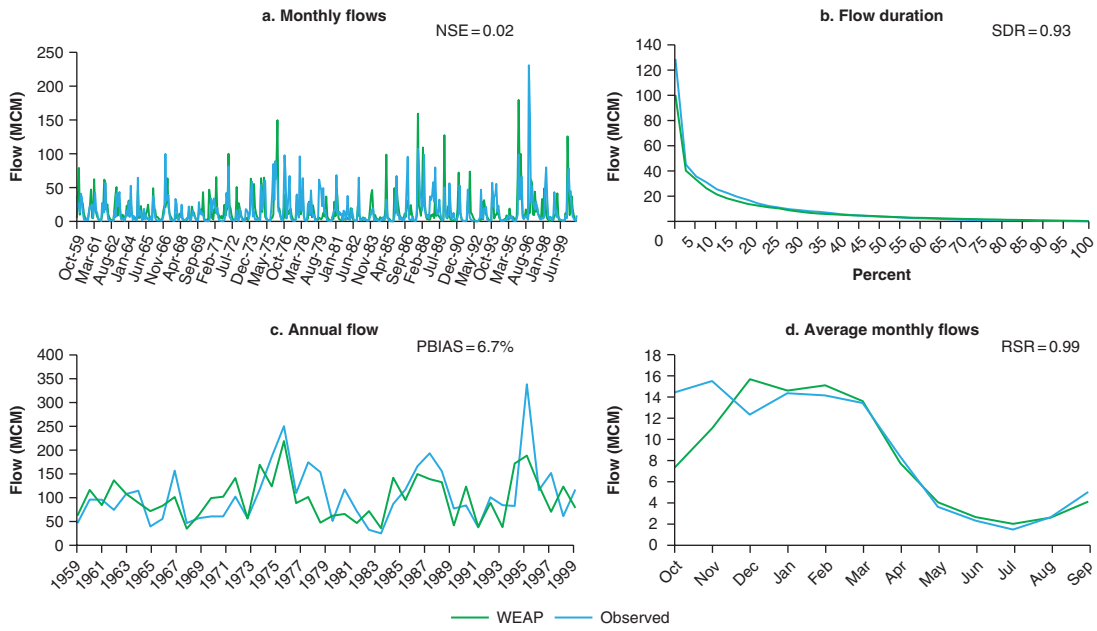 a. Monthly flows
NSE = 0.02
Flow (MCM)
250
200
150
100
50
0
Oct-59
Mar-61
Aug-62
Jan-64
Jun-65
Nov-66
Apr-68
Sep-69
Feb-71
Jul-72
Dec-73
May-75
Oct-76
Mar-78
Aug-79
Jan-81
Jun-82
Nov-83
Apr-85
Sep-86
Feb-88
Jul-89
Dec-90
May-92
Oct-93
Mar-95
Aug-96
Jan-98
Jun-99
b. Flow duration
SDR = 0.93
Flow (MCM)
140
120
100
80
60
40
20
0
5
10
15
20
25
30
35
40
45
50
55
60
65
70
75
80
85
90
95
100
Percent
c. Annual flow
PBIAS = 6.7%
Flow (MCM)
400
350
300
250
200
150
100
50
0
1959
1961
1963
1965
1967
1969
1971
1973
1975
1977
1979
1981
1983
1985
1987
1989
1991
1993
1995
1997
1999
d. Average monthly flows
RSR = 0.99
Flow (MCM)
18
16
14
12
10
8
6
4
2
0
Oct
Nov
Dec
Jan
Feb
Mar
Apr
May
Jun
Jul
Aug
Sep
WEAP
Observed